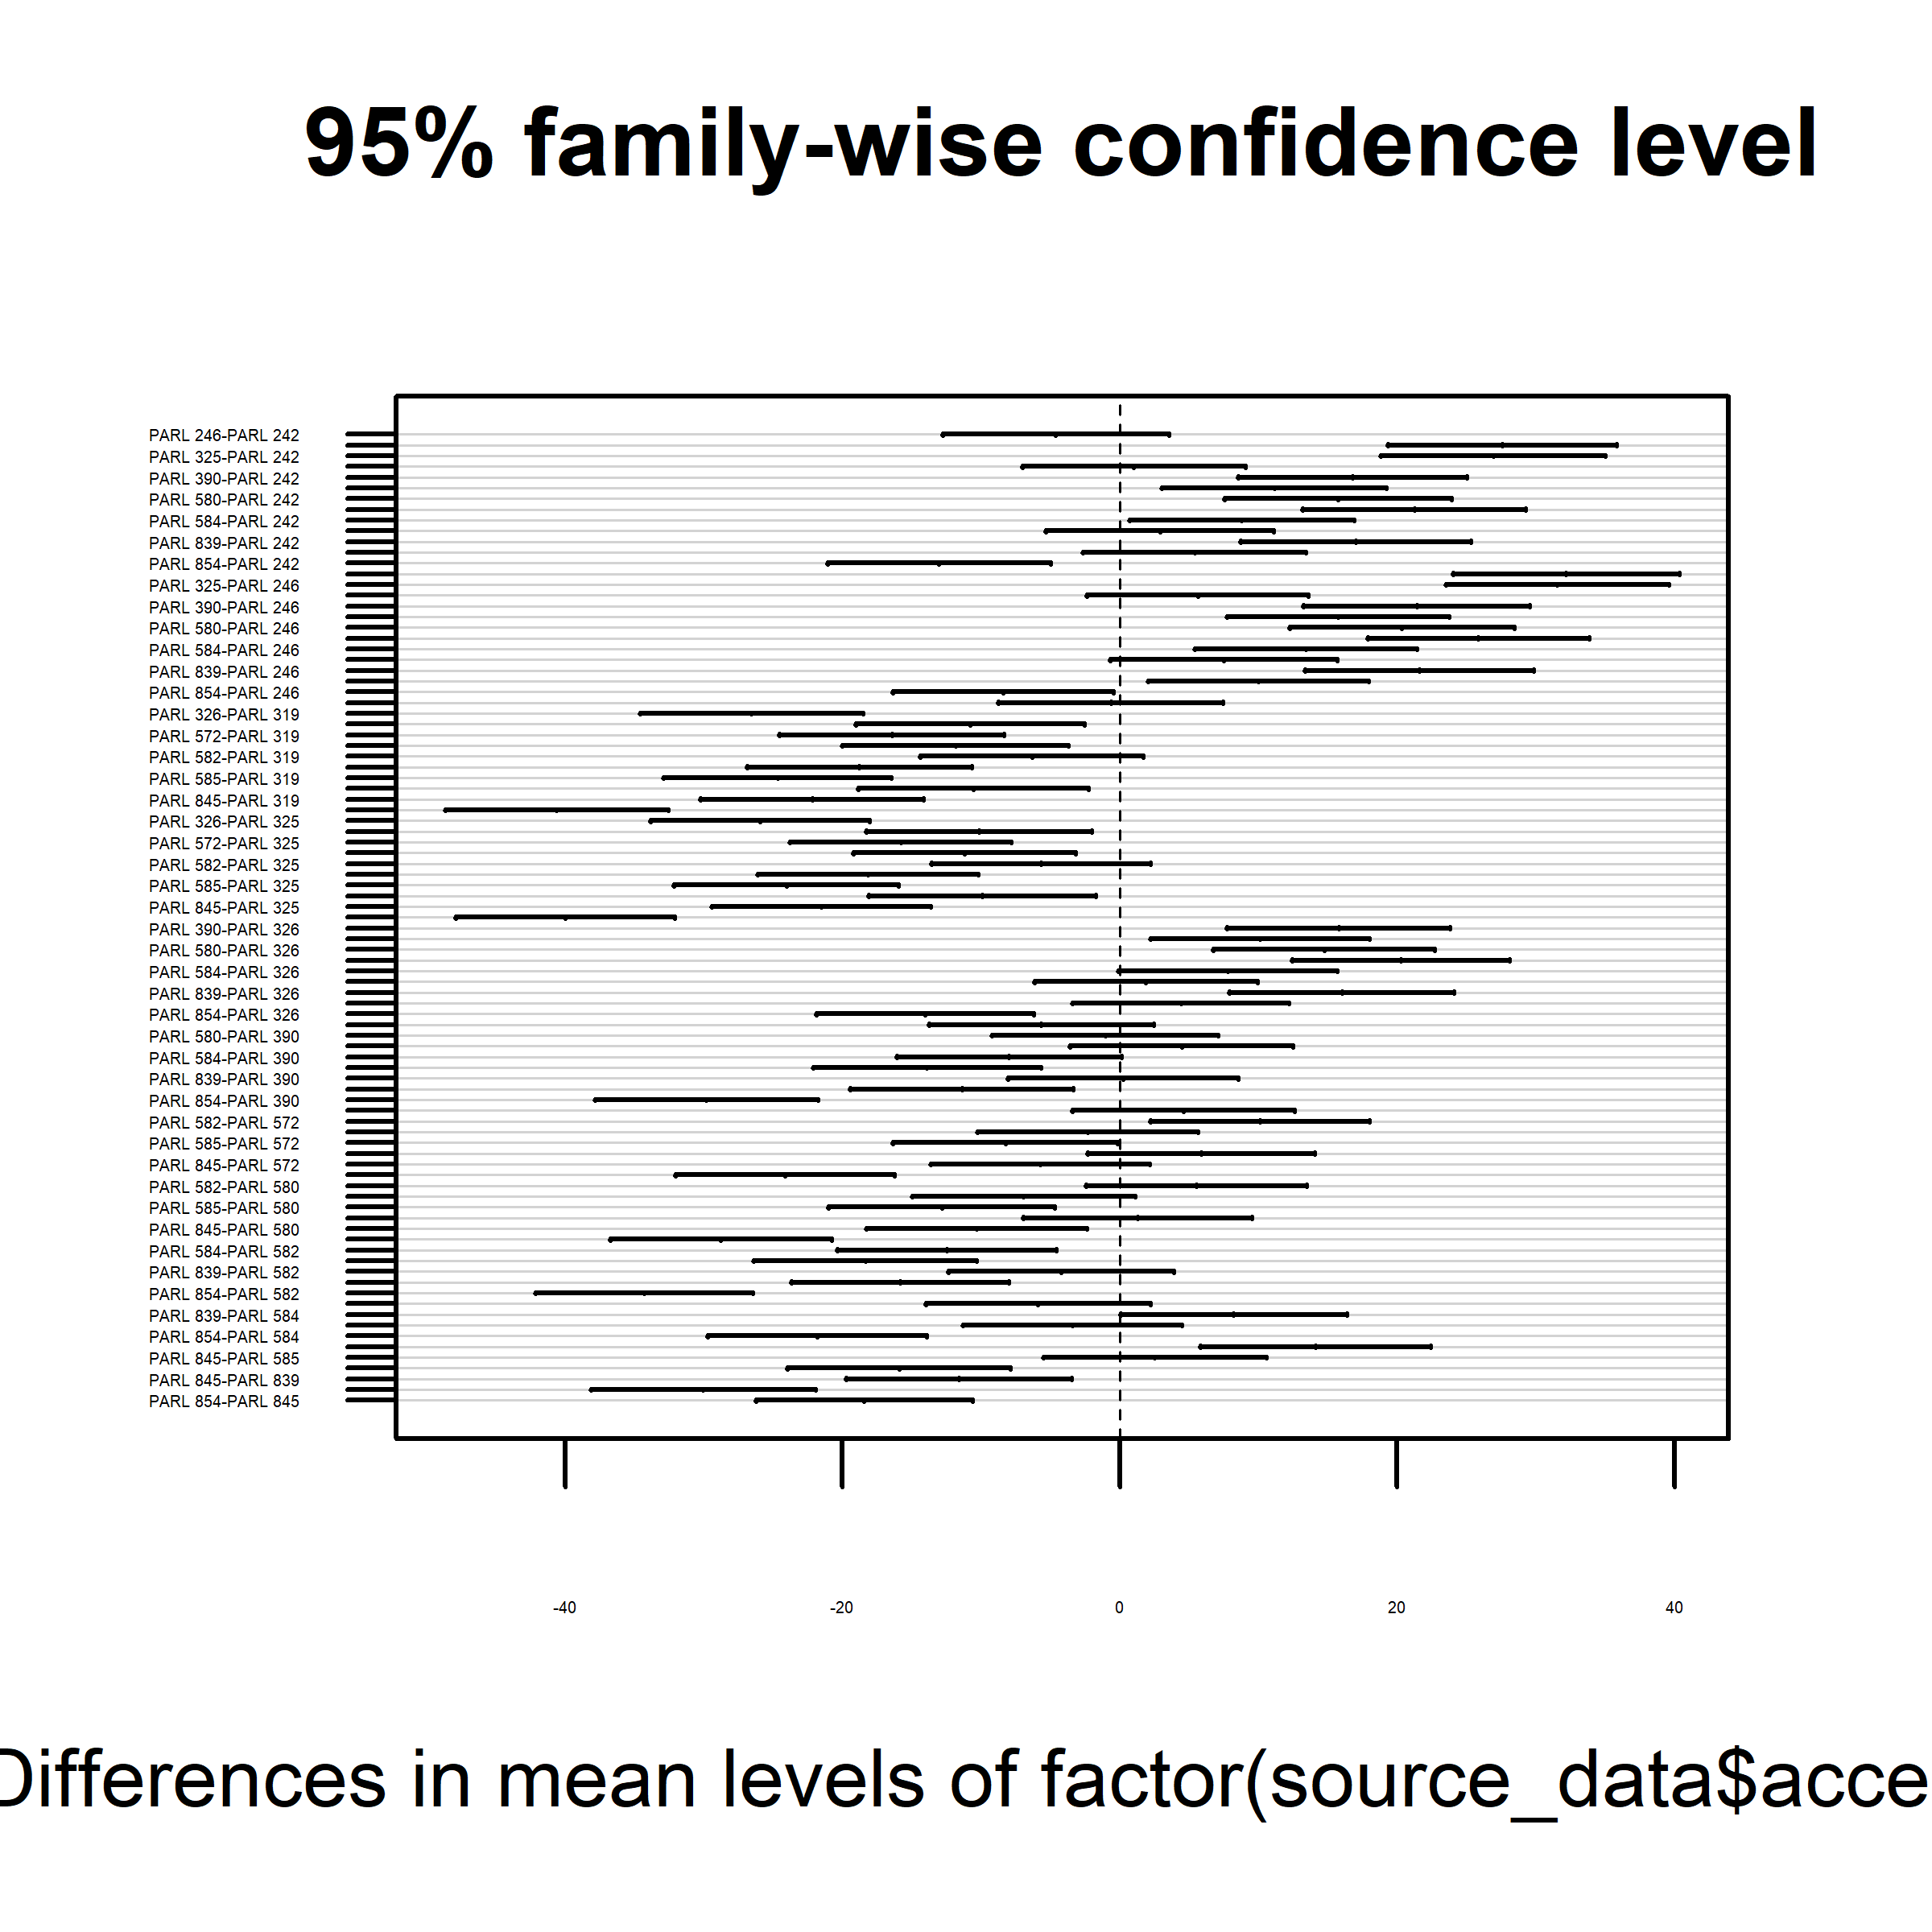 95% family-wise confidence level
PARL 246-PARL 242
PARL 325-PARL 242
PARL 390-PARL 242
PARL 580-PARL 242
PARL 584-PARL 242
PARL 839-PARL 242
PARL 854-PARL 242
PARL 325-PARL 246
PARL 390-PARL 246
PARL 580-PARL 246
PARL 584-PARL 246
PARL 839-PARL 246
PARL 854-PARL 246
PARL 326-PARL 319
PARL 572-PARL 319
PARL 582-PARL 319
PARL 585-PARL 319
PARL 845-PARL 319
PARL 326-PARL 325
PARL 572-PARL 325
PARL 582-PARL 325
PARL 585-PARL 325
PARL 845-PARL 325
PARL 390-PARL 326
PARL 580-PARL 326
PARL 584-PARL 326
PARL 839-PARL 326
PARL 854-PARL 326
PARL 580-PARL 390
PARL 584-PARL 390
PARL 839-PARL 390
PARL 854-PARL 390
PARL 582-PARL 572
PARL 585-PARL 572
PARL 845-PARL 572
PARL 582-PARL 580
PARL 585-PARL 580
PARL 845-PARL 580
PARL 584-PARL 582
PARL 839-PARL 582
PARL 854-PARL 582
PARL 839-PARL 584
PARL 854-PARL 584
PARL 845-PARL 585
PARL 845-PARL 839
PARL 854-PARL 845
-40 -20 0 20 40
Differences in mean levels of factor(source_data$acce